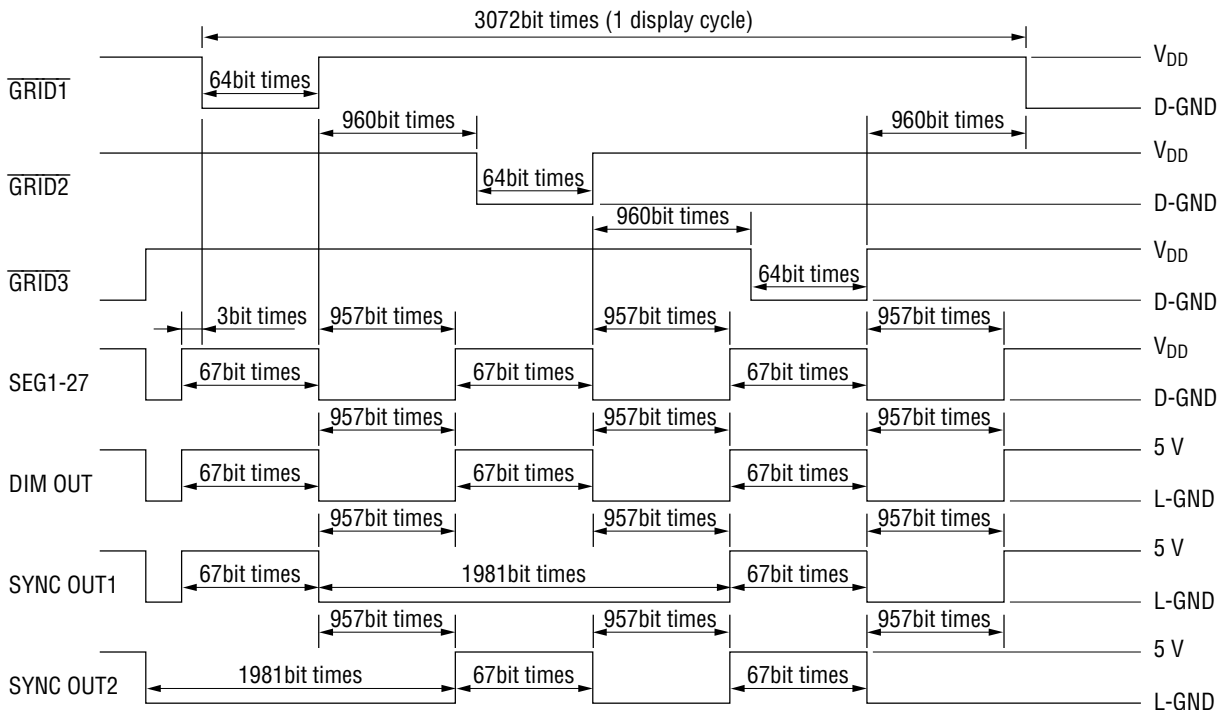 3072bit times (1 display cycle)
GRID1
64bit times
VDD
D-GND
960bit times
960bit times
GRID2
64bit times
VDD
D-GND
960bit times
GRID3
64bit times
VDD
D-GND
3bit times
957bit times
957bit times
957bit times
SEG1-27
67bit times
67bit times
67bit times
VDD
D-GND
957bit times
957bit times
957bit times
DIM OUT
67bit times
67bit times
67bit times
5 V
L-GND
957bit times
957bit times
957bit times
SYNC OUT1
67bit times
1981bit times
67bit times
5 V
L-GND
957bit times
957bit times
957bit times
SYNC OUT2
1981bit times
67bit times
67bit times
5 V
L-GND